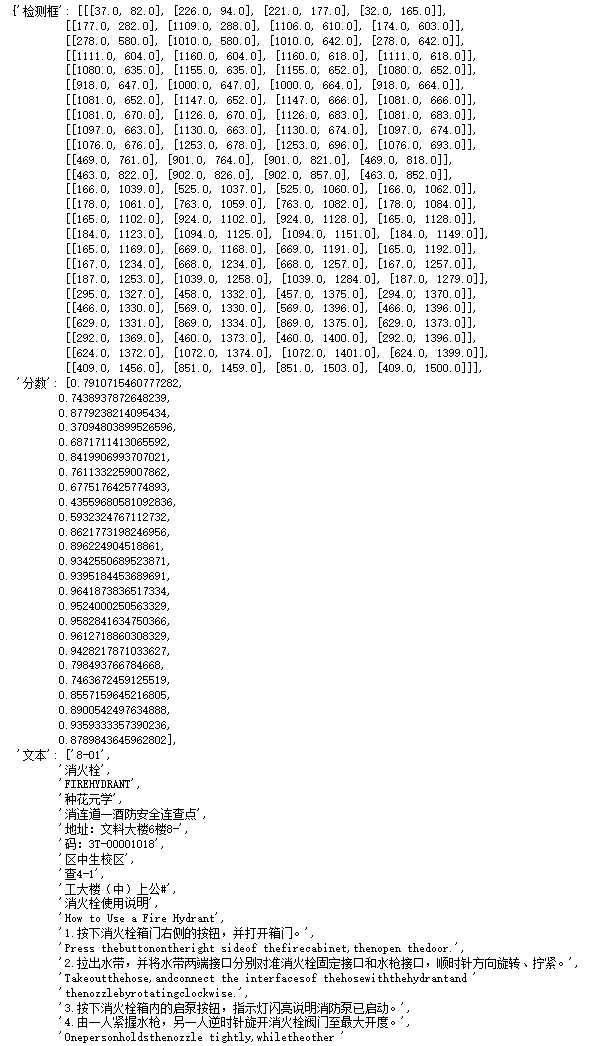 {'检测框': [[[37.0, 82.0], [226.0, 94.0], [221.0, 177.0], [32.0, 165.0]],
[[177.0, 282.0], [1109.0, 288.0], [1106.0, 610.0], [174.0, 603.0]],
[[278.0, 580.0], [1010.0, 580.0], [1010.0, 642.0], [278.0, 642.0]],
[[1111.0, 604.0], [1160.0, 604.0], [1160.0, 618.0], [1111.0, 618.0]],
[[1080.0, 635.0], [1155.0, 635.0], [1155.0, 652.0], [1080.0, 652.0]],
[[918.0, 647.0], [1000.0, 647.0], [1000.0, 664.0], [918.0, 664.0]],
[[1081.0, 652.0], [1147.0, 652.0], [1147.0, 666.0], [1081.0, 666.0]],
[[1081.0, 670.0], [1126.0, 670.0], [1126.0, 683.0], [1081.0, 683.0]],
[[1097.0, 663.0], [1130.0, 663.0], [1130.0, 674.0], [1097.0, 674.0]],
[[1076.0, 676.0], [1253.0, 678.0], [1253.0, 696.0], [1076.0, 693.0]],
[[469.0, 761.0], [901.0, 764.0], [901.0, 821.0], [469.0, 818.0]],
[[463.0, 822.0], [902.0, 826.0], [902.0, 857.0], [463.0, 852.0]],
[[166.0, 1039.0], [525.0, 1037.0], [525.0, 1060.0], [166.0, 1062.0]],
[[178.0, 1061.0], [763.0, 1059.0], [763.0, 1082.0], [178.0, 1084.0]],
[[165.0, 1102.0], [924.0, 1102.0], [924.0, 1128.0], [165.0, 1128.0]],
[[184.0, 1123.0], [1094.0, 1125.0], [1094.0, 1151.0], [184.0, 1149.0]],
[[165.0, 1169.0], [669.0, 1168.0], [669.0, 1191.0], [165.0, 1192.0]],
[[167.0, 1234.0], [668.0, 1234.0], [668.0, 1257.0], [167.0, 1257.0]],
[[187.0, 1253.0], [1039.0, 1258.0], [1039.0, 1284.0], [187.0, 1279.0]],
[[295.0, 1327.0], [458.0, 1332.0], [457.0, 1375.0], [294.0, 1370.0]],
[[466.0, 1330.0], [569.0, 1330.0], [569.0, 1396.0], [466.0, 1396.0]],
[[629.0, 1331.0], [869.0, 1334.0], [869.0, 1375.0], [629.0, 1373.0]],
[[292.0, 1369.0], [460.0, 1373.0], [460.0, 1400.0], [292.0, 1396.0]],
[[624.0, 1372.0], [1072.0, 1374.0], [1072.0, 1401.0], [624.0, 1399.0]],
[[409.0, 1456.0], [851.0, 1459.0], [851.0, 1503.0], [409.0, 1500.0]]],
'分数': [0.7910715460777282,
0.7438937872648239,
0.8779238214095434,
0.37094803899526596,
0.6871711413065592,
0.8419906993707021,
0.7611332259007862,
0.6775176425774893,
0.43559680581092836,
0.5932324767112732,
0.8621773198246956,
0.896224904518861,
0.9342550689523871,
0.9395184453689691,
0.9641873836517334,
0.9524000250563329,
0.9582841634750366,
0.9612718860308329,
0.9428217871033627,
0.798493766784668,
0.7463672459125519,
0.8557159645216805,
0.8900542497634888,
0.9359333357390236,
0.8789843645962802],
'文本': ['8-01',
'消火栓',
'FIREHYDRANT',
'种花元学',
'消连道一酒防安全连查点',
'地址：文料大楼6楼8-',
'码：3T-00001018',
'区中生校区',
'查4-1',
'工大楼（中）上公#',
'消火栓使用说明',
'How to Use a Fire Hydrant',
'1.按下消火栓箱门右侧的按钮，并打开箱门。',
'Press thebuttonontheright sideof thefirecabinet,thenopen thedoor.',
'2.拉出水带，并将水带两端接口分别对准消火栓固定接口和水枪接口，顺时针方向旋转、拧紧。',
'Takeoutthehose,andconnect the interfacesof thehosewiththehydrantand '
'thenozzlebyrotatingclockwise.',
'3.按下消火栓箱内的启泵按钮，指示灯闪亮说明消防泵已启动。',
'4.由一人紧握水枪，另一人逆时针旋开消火栓阀门至最大开度。',
'Onepersonholdsthenozzle tightly,whiletheother '